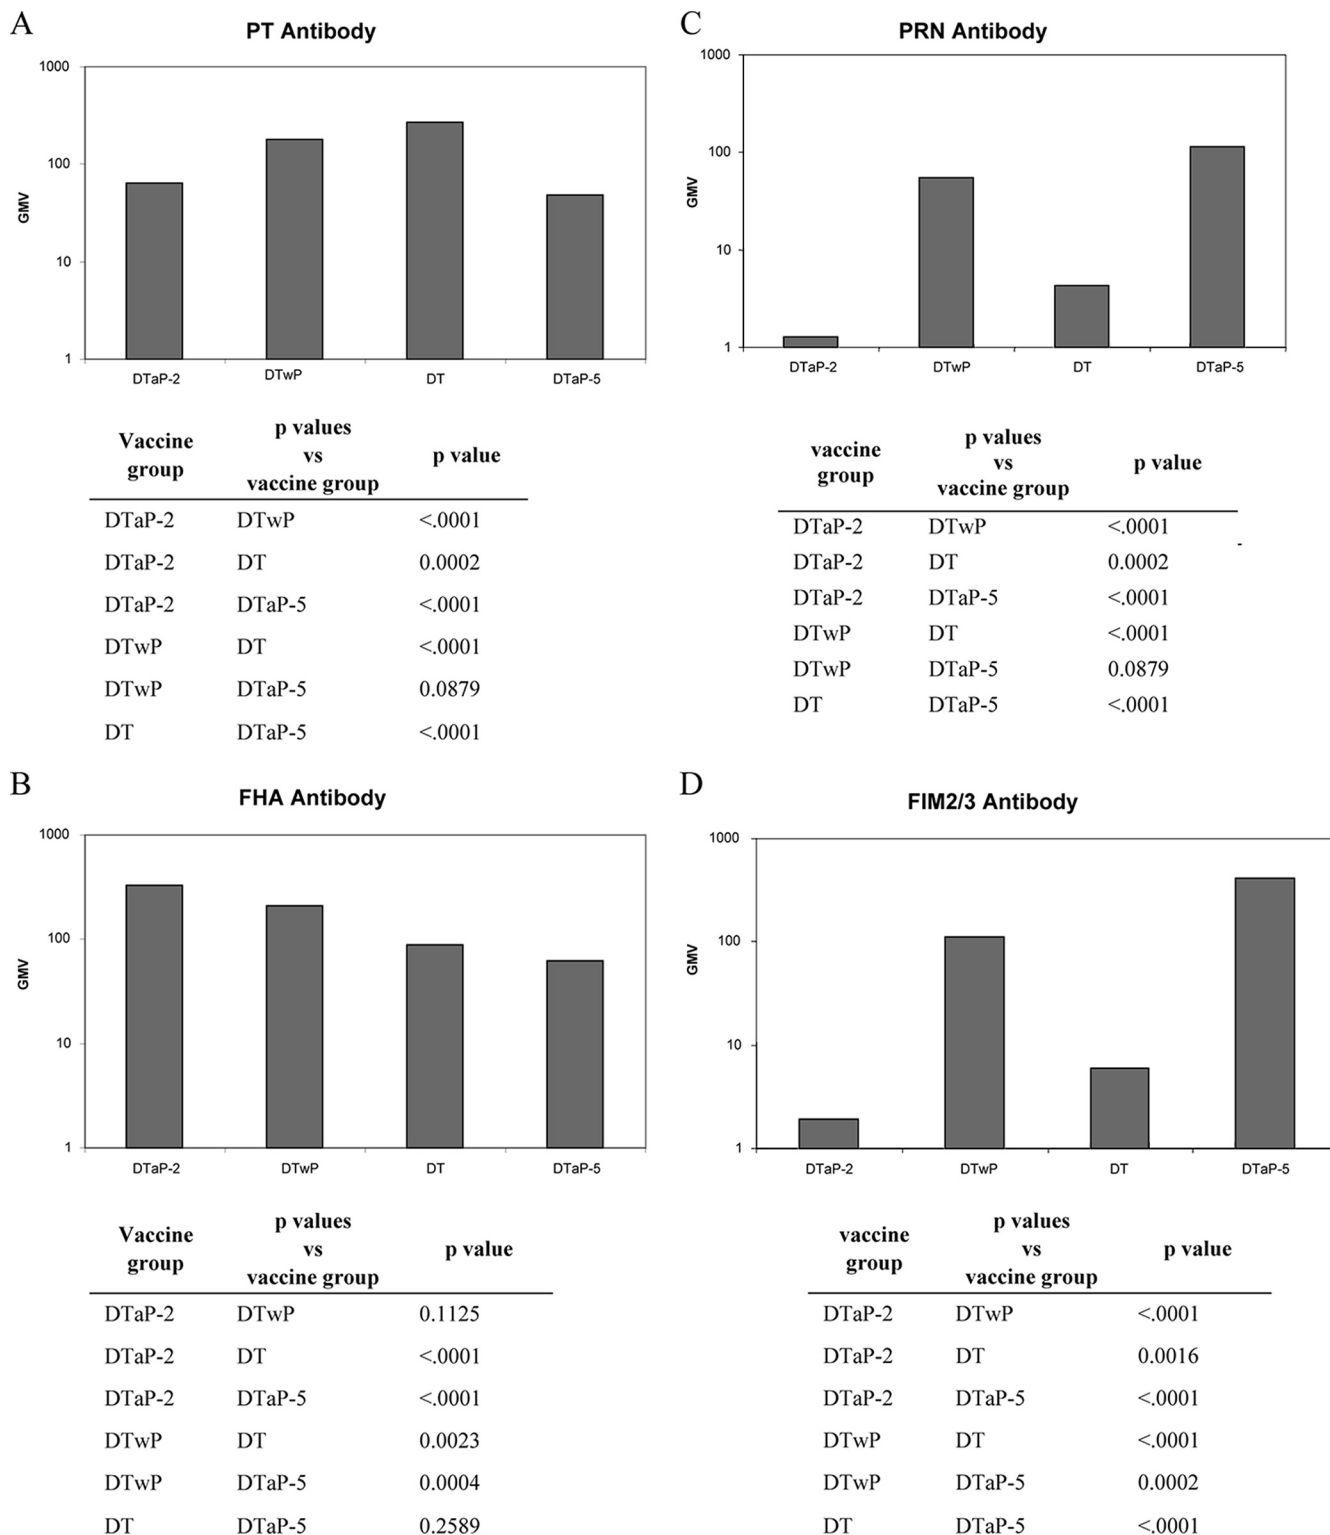 A
PT Antibody
1000
100
10
1
GMV
DTaP-2 DTwP DT DTaP-5
Vaccine group p values vs vaccine group p value
DTaP-2 DTwP <.0001
DTaP-2 DT 0.0002
DTaP-2 DTaP-5 <.0001
DTwP DT <.0001
DTwP DTaP-5 0.0879
DT DTaP-5 <.0001
B
FHA Antibody
1000
100
10
1
GMV
DTaP-2 DTwP DT DTaP-5
Vaccine group p values vs vaccine group p value
DTaP-2 DTwP 0.1125
DTaP-2 DT <.0001
DTaP-2 DTaP-5 <.0001
DTwP DT 0.0023
DTwP DTaP-5 0.0004
DT DTaP-5 0.2589
C
PRN Antibody
1000
100
10
1
GMV
DTaP-2 DTwP DT DTaP-5
vaccine group p values vs vaccine group p value
DTaP-2 DTwP <.0001
DTaP-2 DT 0.0002
DTaP-2 DTaP-5 <.0001
DTwP DT <.0001
DTwP DTaP-5 0.0879
DT DTaP-5 <.0001
D
FIM2/3 Antibody
1000
100
10
1
GMV
DTaP-2 DTwP DT DTaP-5
vaccine group p values vs vaccine group p value
DTaP-2 DTwP <.0001
DTaP-2 DT 0.0016
DTaP-2 DTaP-5 <.0001
DTwP DT <.0001
DTwP DTaP-5 0.0002
DT DTaP-5 <.0001